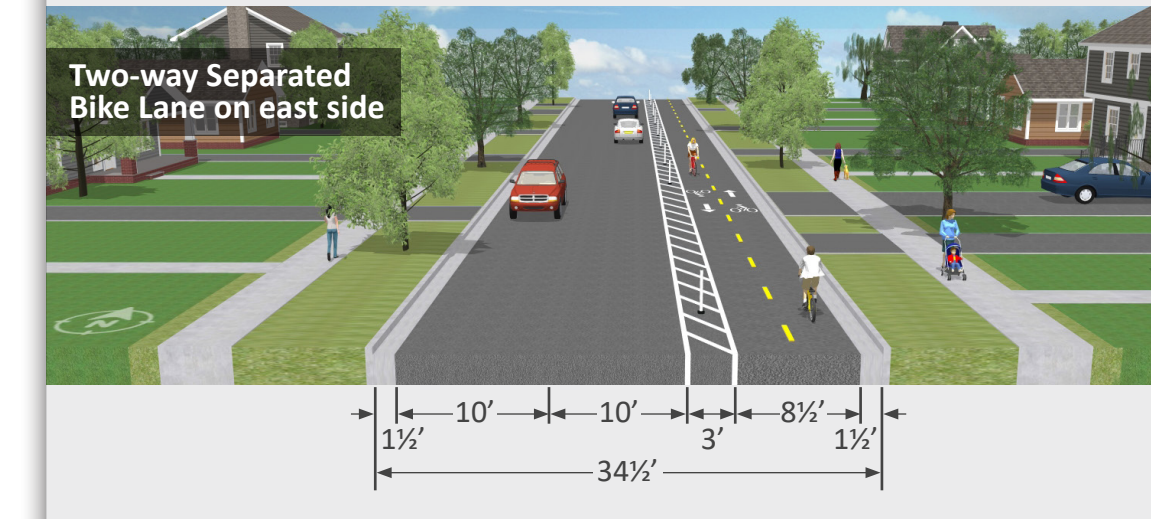 Two-way Separated
Bike Lane on east side
N
10’ 10’ 8½’
1½’ 3’ 1½’
34½’